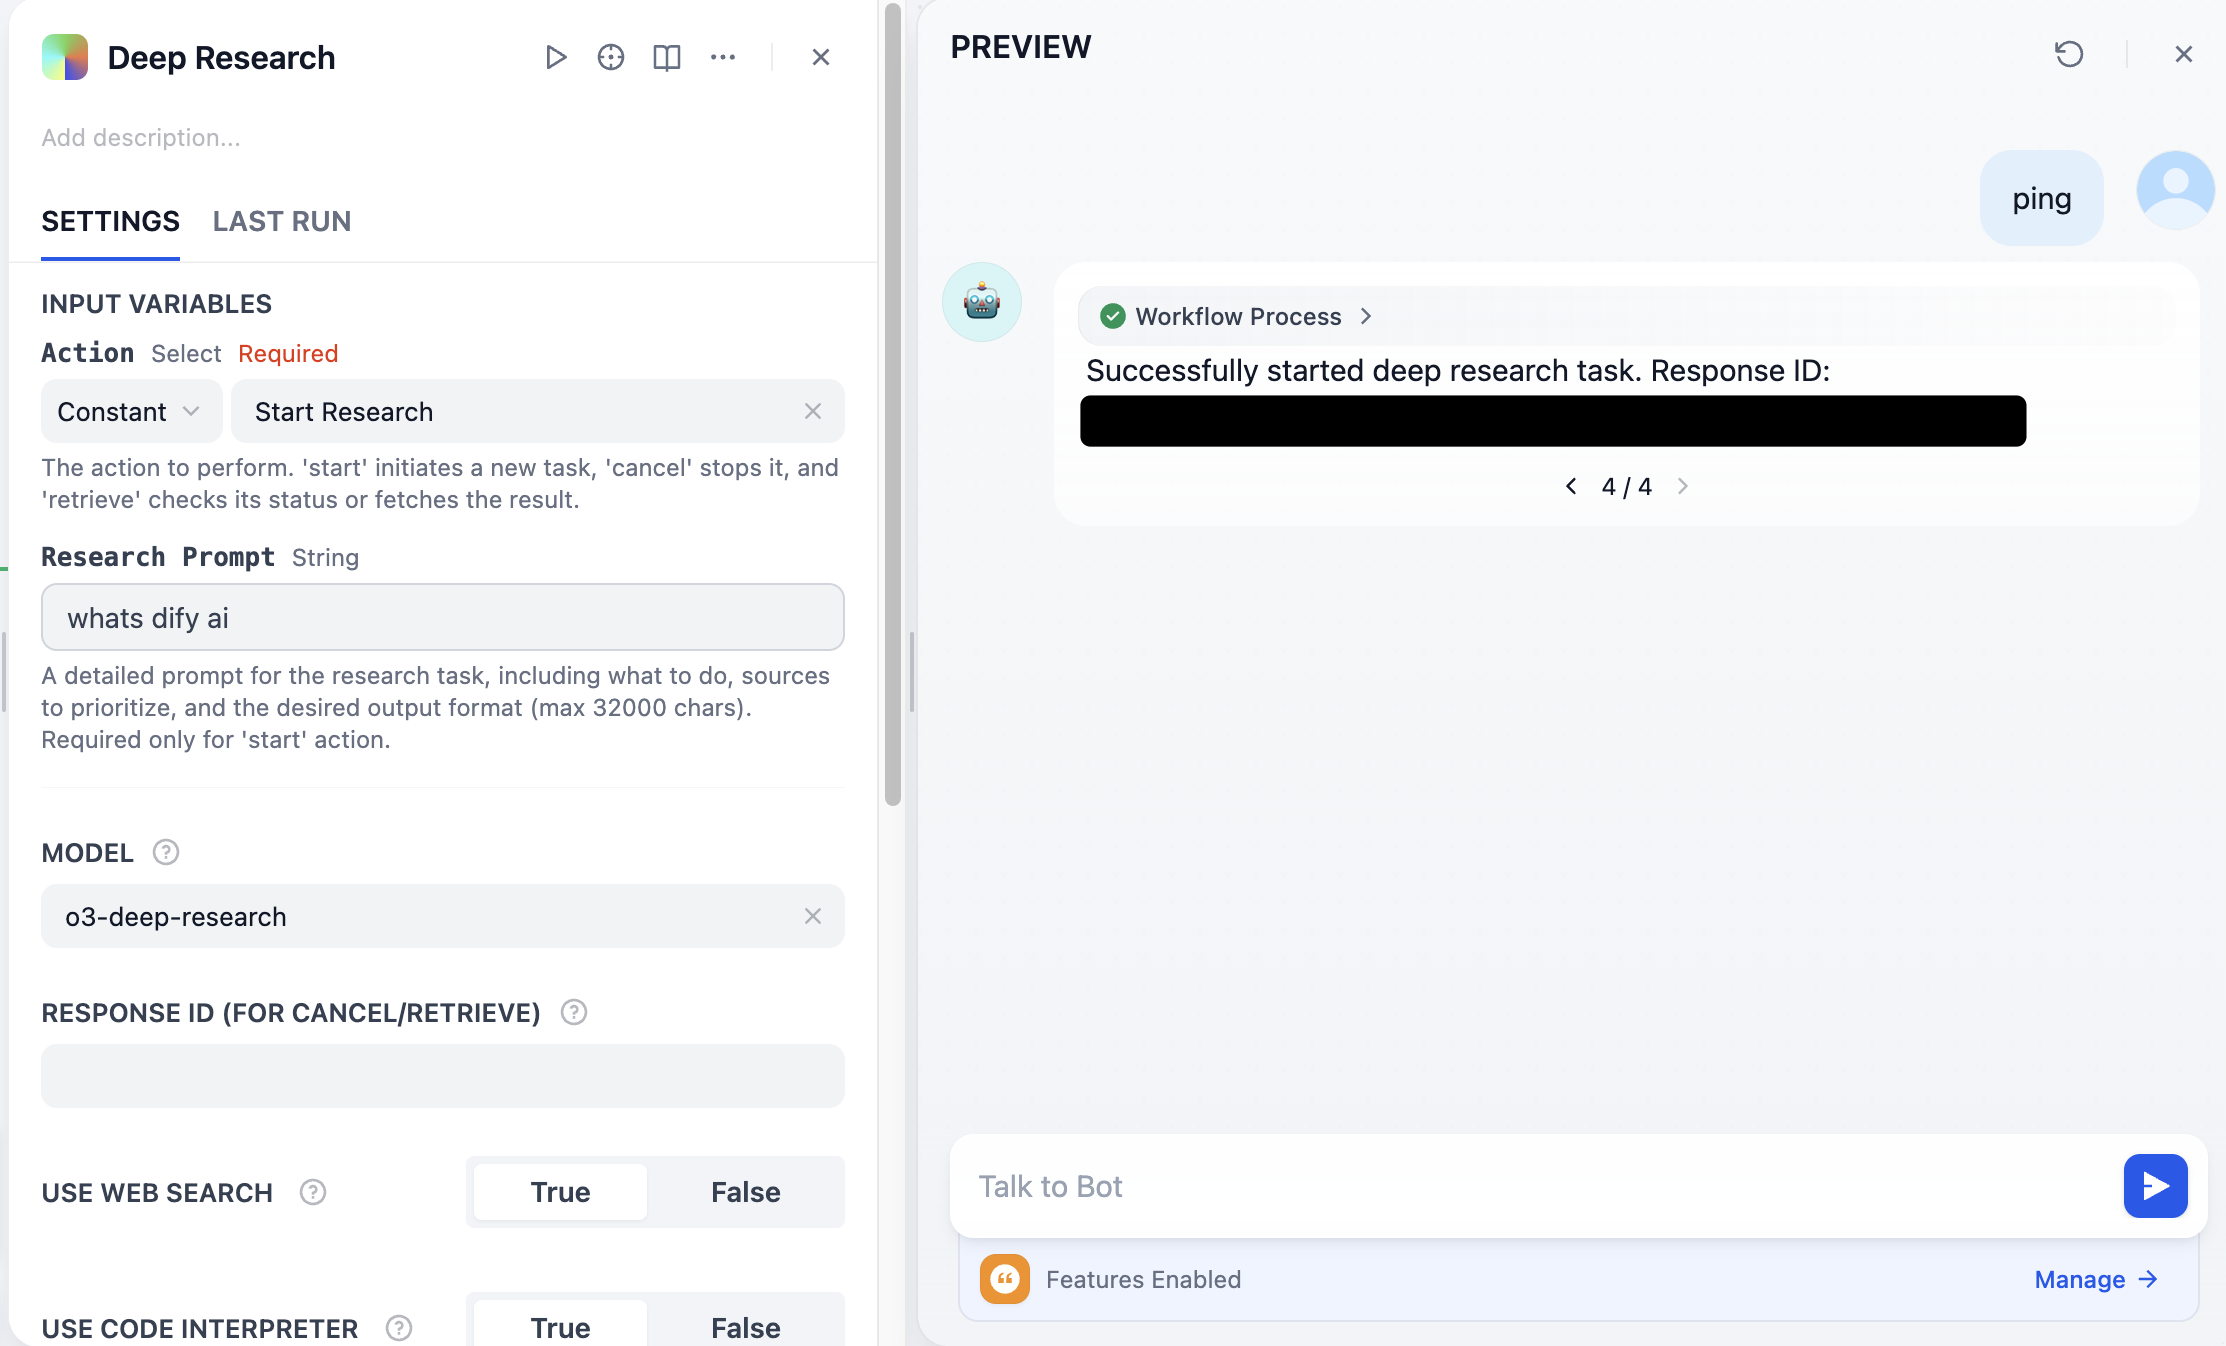 Deep Research
Add description...
SETTINGS
LAST RUN
INPUT VARIABLES
Action Select Required
Constant
Start Research
The action to perform. 'start' initiates a new task, 'cancel' stops it, and
'retrieve' checks its status or fetches the result.
Research Prompt String
whats dify ai
A detailed prompt for the research task, including what to do, sources
to prioritize, and the desired output format (max 32000 chars).
Required only for 'start' action.
MODEL ?
o3-deep-research
RESPONSE ID (FOR CANCEL/RETRIEVE) ?
USE WEB SEARCH ?
True
False
USE CODE INTERPRETER ?
True
False
PREVIEW
ping
Workflow Process
Successfully started deep research task. Response ID:
4 / 4
Talk to Bot
Features Enabled
Manage →